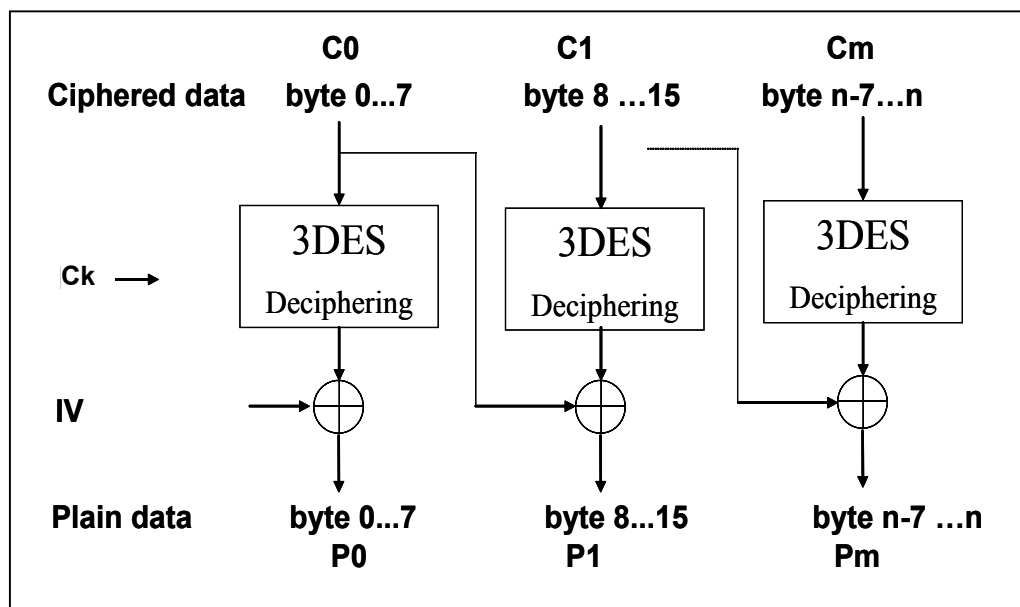 C0 C1 Cm
Ciphered data byte 0...7 byte 8 ...15 byte n-7...n
3DES 3DES 3DES
Ck Deciphering Deciphering Deciphering
IV
Plain data byte 0...7 byte 8...15 byte n-7 ...n
P0 P1 Pm